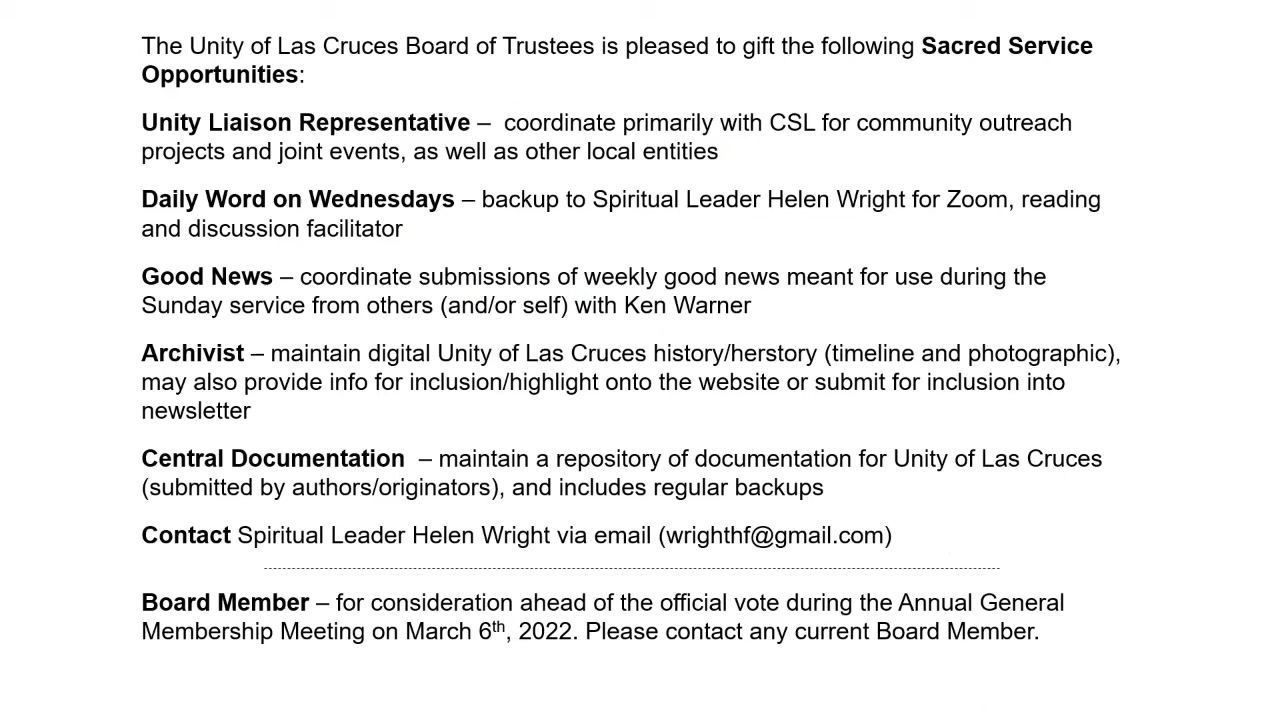 The Unity of Las Cruces Board of Trustees is pleased to gift the following Sacred Service
Opportunities:
Unity Liaison Representative –  coordinate primarily with CSL for community outreach
projects and joint events, as well as other local entities
Daily Word on Wednesdays – backup to Spiritual Leader Helen Wright for Zoom, reading
and discussion facilitator
Good News – coordinate submissions of weekly good news meant for use during the
Sunday service from others (and/or self) with Ken Warner
Archivist – maintain digital Unity of Las Cruces history/herstory (timeline and photographic),
may also provide info for inclusion/highlight onto the website or submit for inclusion into
newsletter
Central Documentation  – maintain a repository of documentation for Unity of Las Cruces
(submitted by authors/originators), and includes regular backups
Contact Spiritual Leader Helen Wright via email (wrighthf@gmail.com)
Board Member – for consideration ahead of the official vote during the Annual General
Membership Meeting on March 6th, 2022. Please contact any current Board Member.